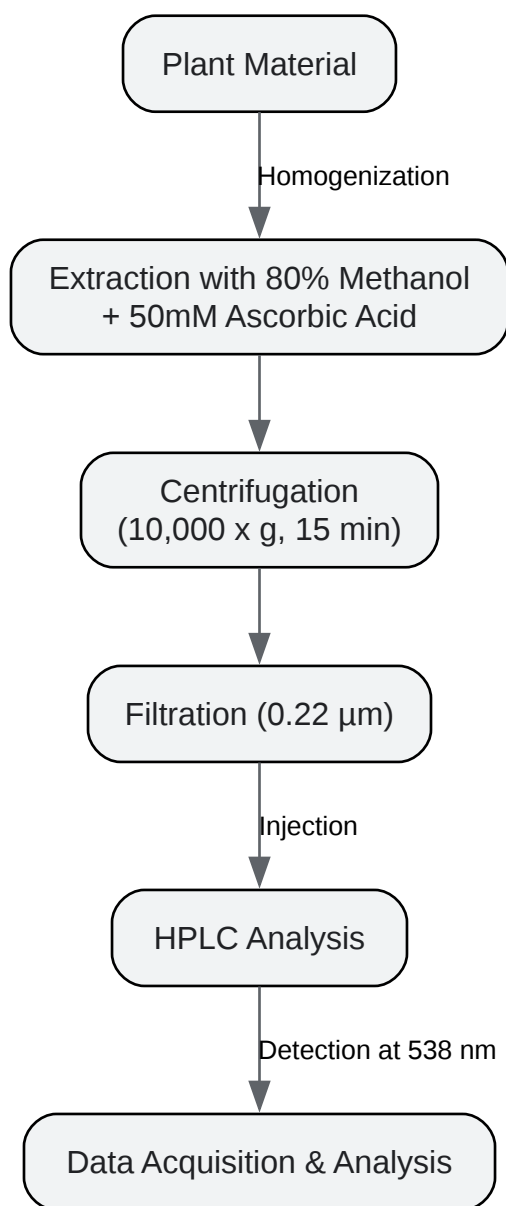 Plant Material
Homogenization
Extraction with 80% Methanol
+ 50mM Ascorbic Acid
Centrifugation
(10,000 x g, 15 min)
Filtration (0.22 µm)
Injection
HPLC Analysis
Detection at 538 nm
Data Acquisition & Analysis